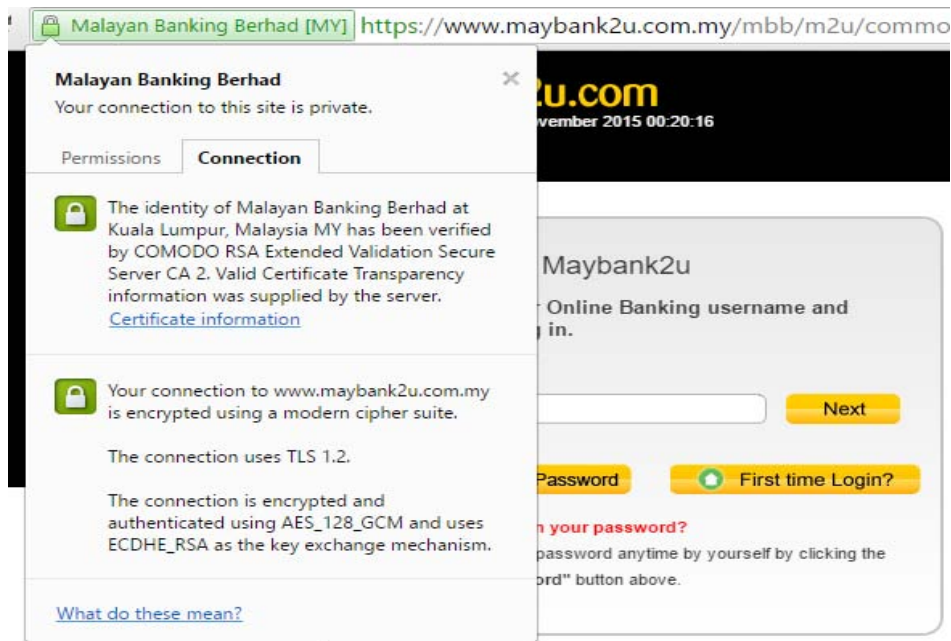 Malayan Banking Berhad [MY] https://www.maybank2u.com.my/mbb/m2u/commo
Malayan Banking Berhad
Your connection to this site is private.
Permissions Connection
The identity of Malayan Banking Berhad at
Kuala Lumpur, Malaysia MY has been verified
by COMODO RSA Extended Validation Secure
Server CA 2. Valid Certificate Transparency
information was supplied by the server.
Certificate information
Your connection to www.maybank2u.com.my
is encrypted using a modern cipher suite.
The connection uses TLS 1.2.
The connection is encrypted and
authenticated using AES_128_GCM and uses
ECDHE_RSA as the key exchange mechanism.
What do these mean?
2u.com
vember 2015 00:20:16
Maybank2u
Online Banking username and
in.
Next
Password First time Login?
your password?
password anytime by yourself by clicking the
ord" button above.